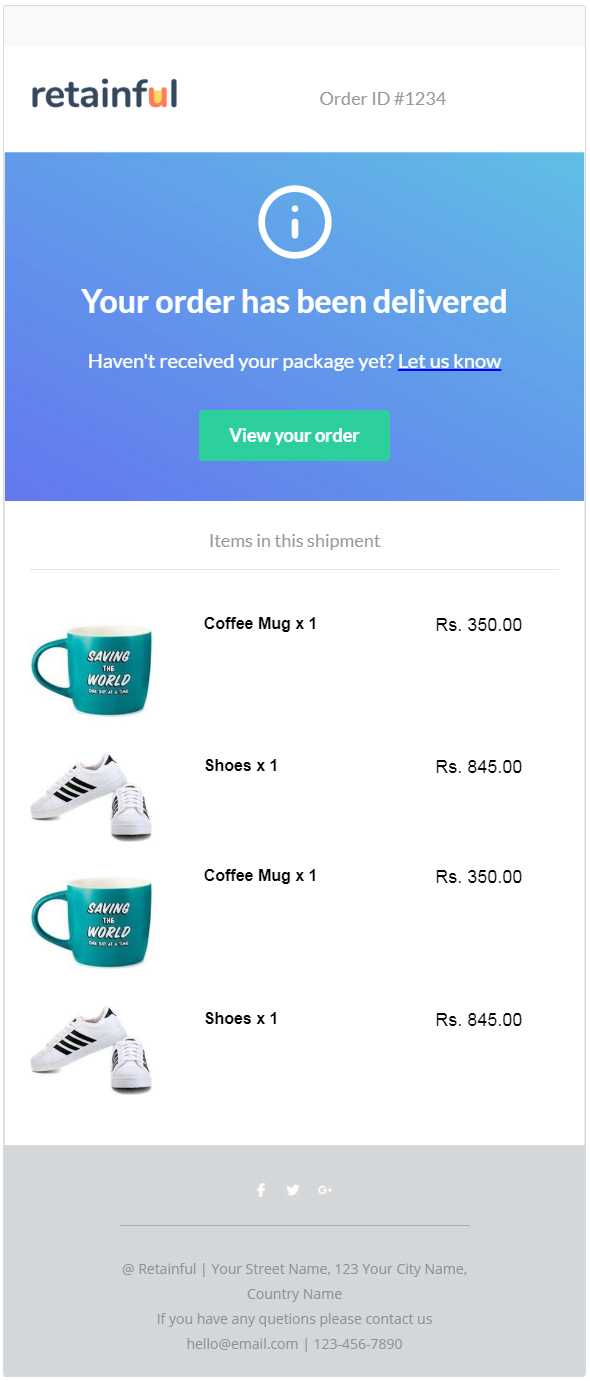 retainful
Order ID #1234
Your order has been delivered
Haven't received your package yet? Let us know
View your order
Items in this shipment
Coffee Mug x 1 Rs. 350.00
SAVING
THE
WORLD
ONE SIP AT A TIME
Shoes x 1 Rs. 845.00
Coffee Mug x 1 Rs. 350.00
SAVING
THE
WORLD
ONE SIP AT A TIME
Shoes x 1 Rs. 845.00
@ Retainful | Your Street Name, 123 Your City Name,
Country Name
If you have any quetions please contact us
hello@email.com | 123-456-7890